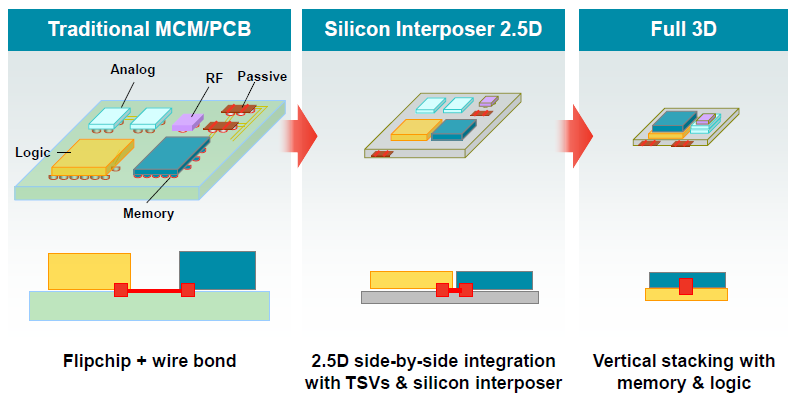 Traditional MCM/PCB
Silicon Interposer 2.5D
Full 3D
Analog
RF
Passive
Logic
Memory
Flipchip + wire bond
2.5D side-by-side integration
with TSVs & silicon interposer
Vertical stacking with
memory & logic